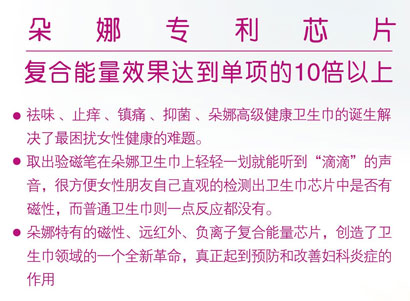 朵娜专利芯片
复合能量效果达到单项的10倍以上
● 祛味、止痒、镇痛、抑菌、朵娜高级健康卫生巾的诞生解
决了最困扰女性健康的难题。
● 取出验磁笔在朵娜卫生巾上轻轻一划就能听到“滴滴”的声
音，很方便女性朋友自己直观的检测出卫生巾芯片中是否有
磁性，而普通卫生巾则一点反应都没有。
● 朵娜特有的磁性、远红外、负离子复合能量芯片，创造了卫
生巾领域的一个全新革命，真正起到预防和改善妇科炎症的
作用